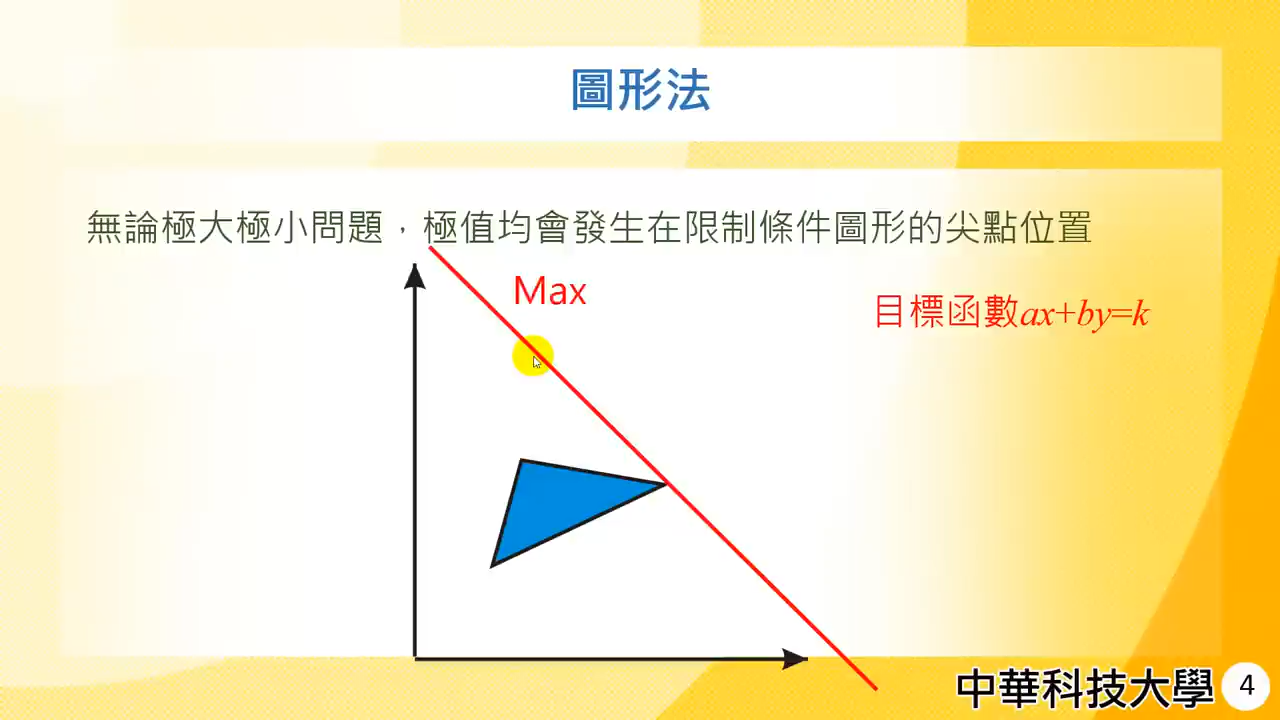 圖形法
無論極大極小問題，極值均會發生在限制條件圖形的尖點位置
Max
目標函數ax+by=k
中華科技大學
4